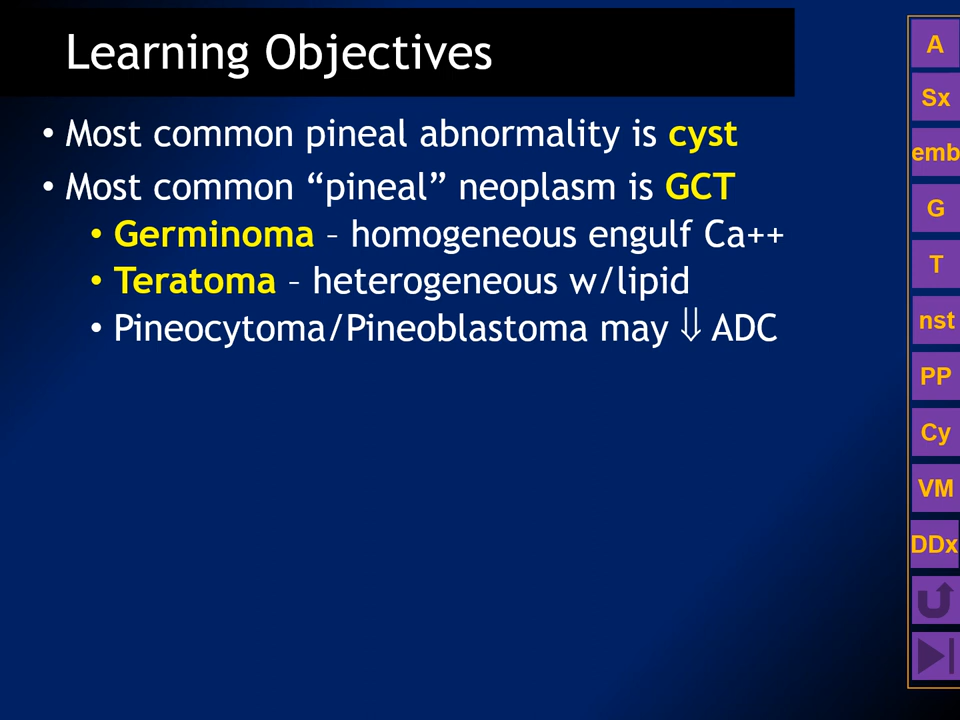 Learning Objectives
• Most common pineal abnormality is cyst
• Most common “pineal” neoplasm is GCT
• Germinoma – homogeneous engulf Ca++
• Teratoma – heterogeneous w/lipid
• Pineocytoma/Pineoblastoma may ⇓ ADC
A
Sx
emb
G
T
nst
PP
Cy
VM
DDx